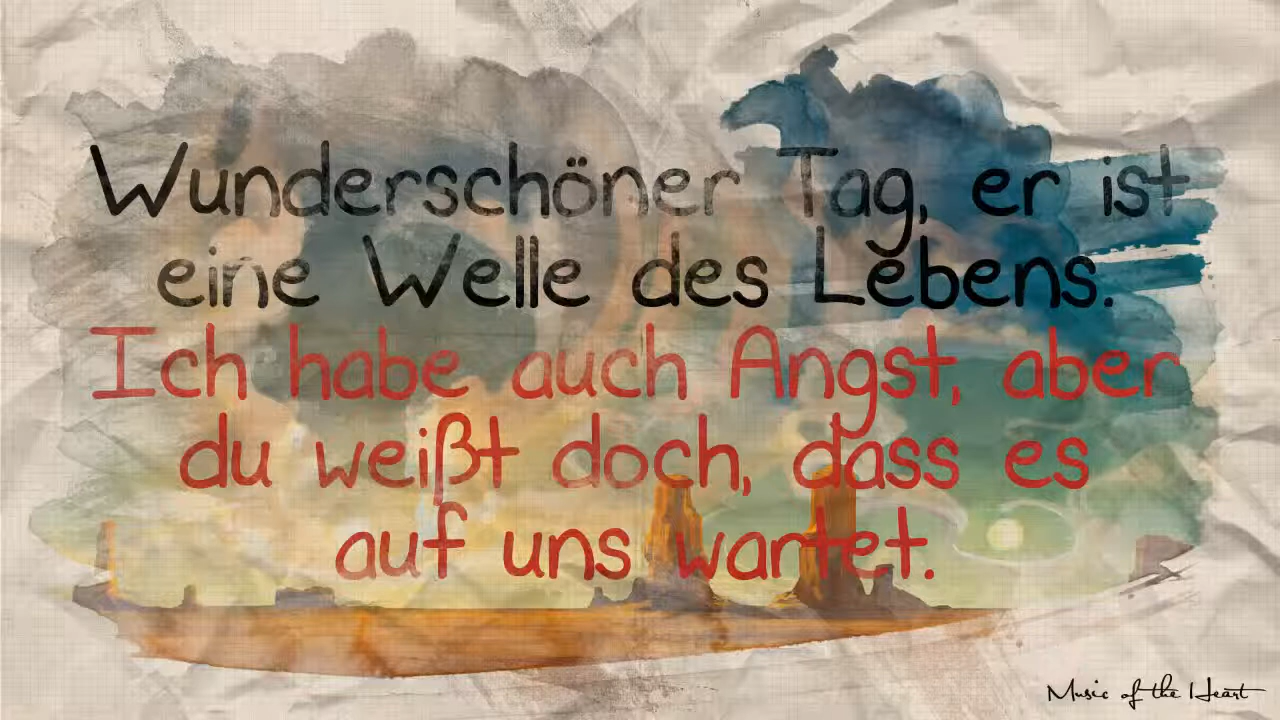 Wunderschöner Tag, er ist
eine Welle des Lebens.
Ich habe auch Angst, aber
du weißt doch, dass es
auf uns wartet.
Music of the Heart